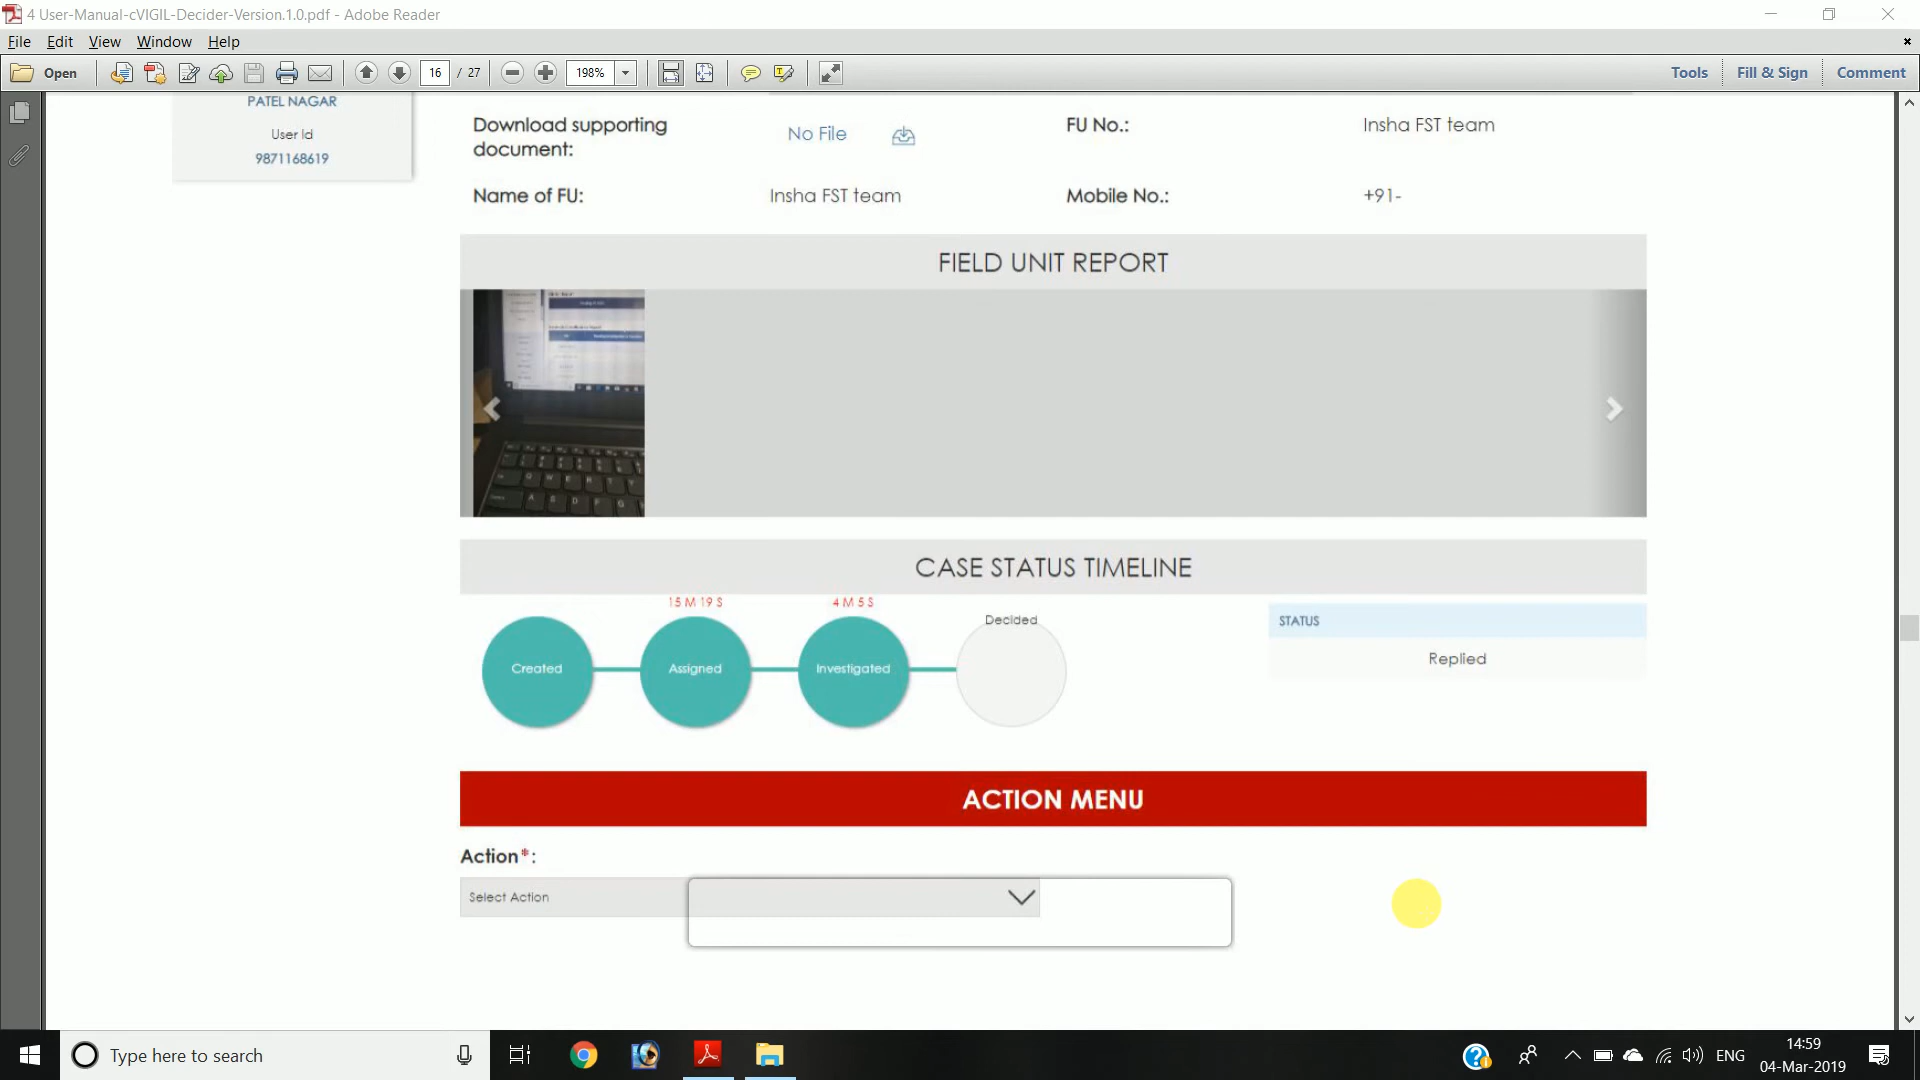 4 User-Manual-cVIGIL-Decider-Version.1.0.pdf - Adobe Reader
File Edit View Window Help
Open 16 / 27 198% Tools Fill & Sign Comment
PATEL NAGAR
User Id
9871168619
Download supporting
document:
No File
FU No.:
Insha FST team
Name of FU:
Insha FST team
Mobile No.:
+91-
FIELD UNIT REPORT
CASE STATUS TIMELINE
15 M 19 S
4 M 5 S
Created
Assigned
Investigated
Decided
STATUS
Replied
ACTION MENU
Action*:
Select Action
Type here to search
ENG
14:59
04-Mar-2019